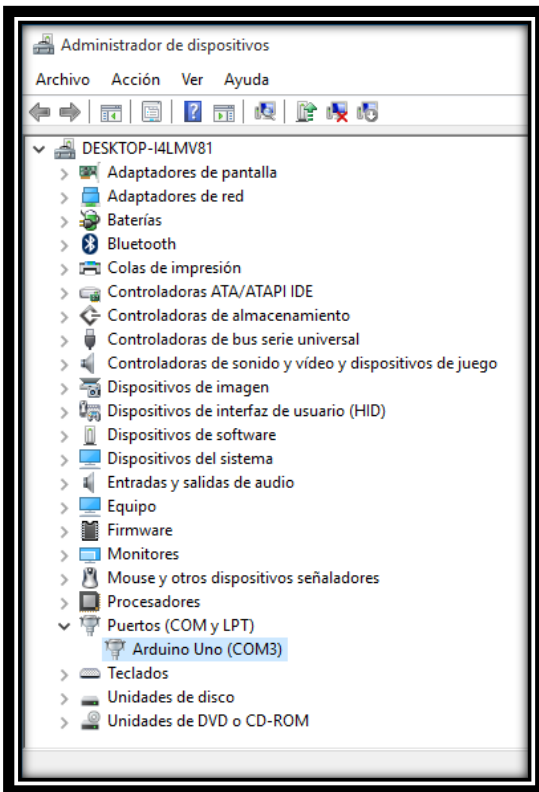 Administrador de dispositivos
Archivo Acción Ver Ayuda
DESKTOP-I4LMV81
Adaptadores de pantalla
Adaptadores de red
Baterías
Bluetooth
Colas de impresión
Controladoras ATA/ATAPI IDE
Controladoras de almacenamiento
Controladoras de bus serie universal
Controladoras de sonido y vídeo y dispositivos de juego
Dispositivos de imagen
Dispositivos de interfaz de usuario (HID)
Dispositivos de software
Dispositivos del sistema
Entradas y salidas de audio
Equipo
Firmware
Monitores
Mouse y otros dispositivos señaladores
Procesadores
Puertos (COM y LPT)
Arduino Uno (COM3)
Teclados
Unidades de disco
Unidades de DVD o CD-ROM